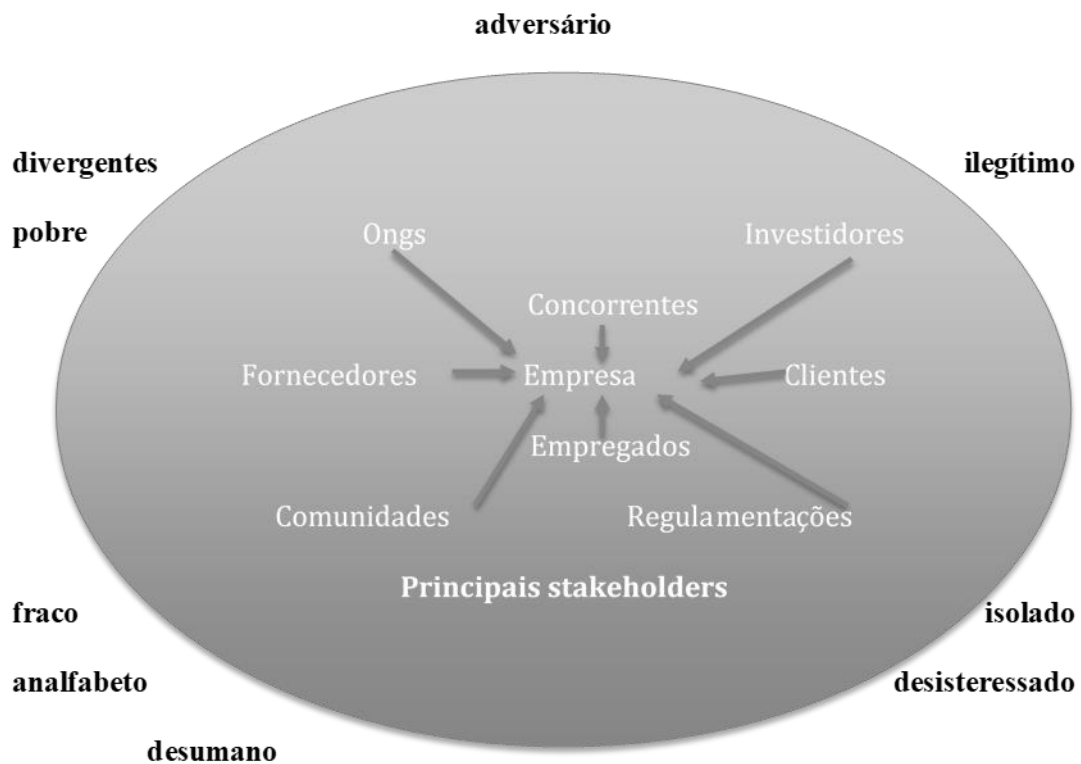 adversário
divergentes
ilegítimo
pobre
Ongs
Investidores
Concorrentes
Fornecedores
Empresa
Clientes
Empregados
Comunidades
Regulamentações
Principais stakeholders
fraco
isolado
analfabeto
desisteressado
desumano